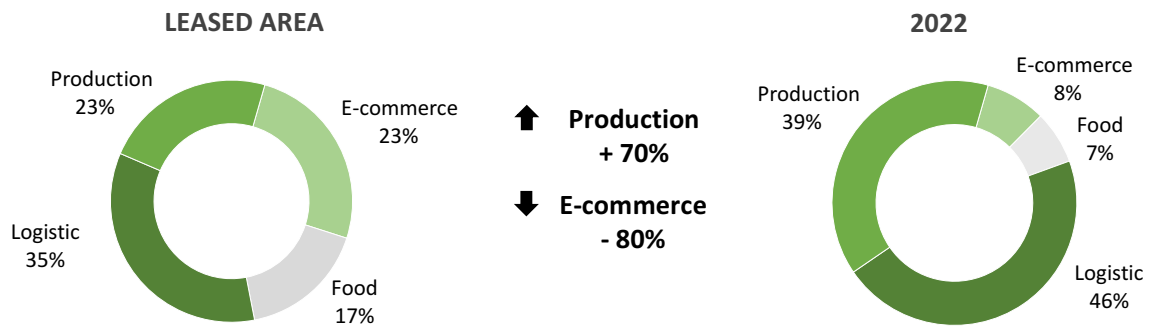 LEASED AREA
Production
23%
E-commerce
23%
Logistic
35%
Food
17%
Production
+ 70%
E-commerce
- 80%
2022
Production
39%
E-commerce
8%
Food
7%
Logistic
46%